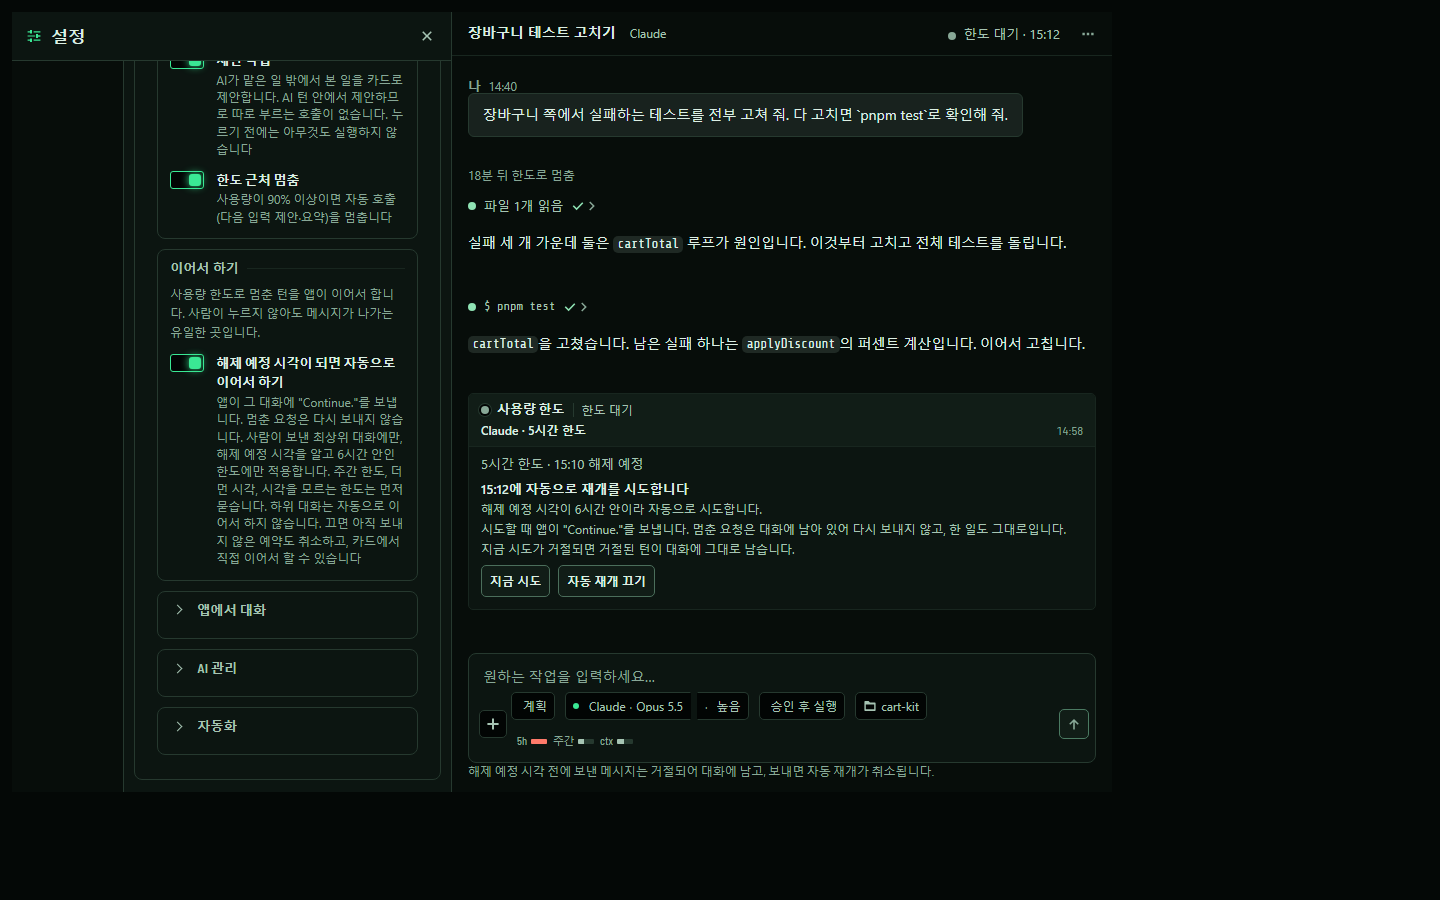 설정
AI가 맡은 일 밖에서 본 일을 카드로
제안합니다. AI 턴 안에서 제안하므
로 따로 부르는 호출이 없습니다. 누
르기 전에는 아무것도 실행하지 않
습니다
한도 근처 멈춤
사용량이 90% 이상이면 자동 호출
(다음 입력 제안·요약)을 멈춥니다
이어서 하기
사용량 한도로 멈춘 턴을 앱이 이어서 합니
다. 사람이 누르지 않아도 메시지가 나가는
유일한 곳입니다.
해제 예정 시각이 되면 자동으로
이어서 하기
앱이 그 대화에 "Continue."를 보냅
니다. 멈춘 요청은 다시 보내지 않습
니다. 사람이 보낸 최상위 대화에만,
해제 예정 시각을 알고 6시간 안인
한도에만 적용합니다. 주간 한도, 더
먼 시각, 시각을 모르는 한도는 먼저
묻습니다. 하위 대화는 자동으로 이
어서 하지 않습니다. 끄면 아직 보내
지 않은 예약도 취소하고, 카드에서
직접 이어서 할 수 있습니다
앱에서 대화
AI 관리
자동화
장바구니 테스트 고치기 Claude
한도 대기 · 15:12
나 14:40
장바구니 쪽에서 실패하는 테스트를 전부 고쳐 줘. 다 고치면 `pnpm test`로 확인해 줘.
18분 뒤 한도로 멈춤
파일 1개 읽음
실패 세 개 가운데 둘은 cartTotal 루프가 원인입니다. 이것부터 고치고 전체 테스트를 돌립니다.
$ pnpm test
cartTotal을 고쳤습니다. 남은 실패 하나는 applyDiscount의 퍼센트 계산입니다. 이어서 고칩니다.
사용량 한도 한도 대기
Claude · 5시간 한도 14:58
5시간 한도 · 15:10 해제 예정
15:12에 자동으로 재개를 시도합니다
해제 예정 시각이 6시간 안이라 자동으로 시도합니다.
시도할 때 앱이 "Continue."를 보냅니다. 멈춘 요청은 대화에 남아 있어 다시 보내지 않고, 한 일도 그대로입니다.
지금 시도가 거절되면 거절된 턴이 대화에 그대로 남습니다.
지금 시도 자동 재개 끄기
원하는 작업을 입력하세요...
계획 Claude · Opus 5.5 · 높음 승인 후 실행 cart-kit
5h 주간 ctx
해제 예정 시각 전에 보낸 메시지는 거절되어 대화에 남고, 보내면 자동 재개가 취소됩니다.